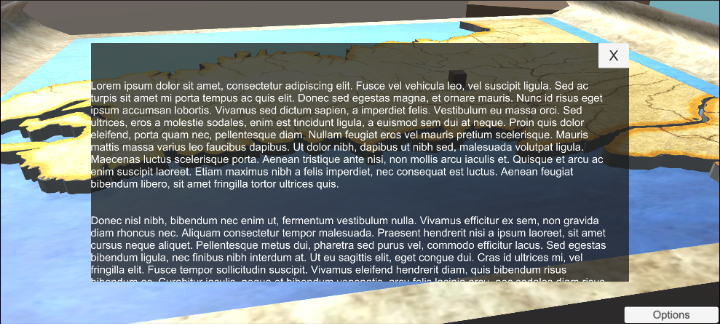 X
Lorem ipsum dolor sit amet, consectetur adipiscing elit. Fusce vel vehicula leo, vel suscipit ligula. Sed ac
turpis sit amet mi porta tempus ac quis elit. Donec sed egestas magna, et ornare mauris. Nunc id risus eget
ipsum accumsan lobortis. Vivamus sed dictum sapien, a imperdiet felis. Vestibulum eu massa orci. Sed
ultrices, eros a molestie sodales, enim est tincidunt ligula, a euismod sem dui at neque. Proin quis dolor
eleifend, porta quam nec, pellentesque diam. Nullam feugiat eros vel mauris pretium scelerisque. Mauris
mattis massa varius leo faucibus dapibus. Ut dolor nibh, dapibus ut nibh sed, malesuada volutpat ligula.
Maecenas luctus scelerisque porta. Aenean tristique ante nisi, non mollis arcu iaculis et. Quisque et arcu ac
enim suscipit laoreet. Etiam maximus nibh a felis imperdiet, nec consequat est luctus. Aenean feugiat
bibendum libero, sit amet fringilla tortor ultrices quis.
Donec nisl nibh, bibendum nec enim ut, fermentum vestibulum nulla. Vivamus efficitur ex sem, non gravida
diam rhoncus nec. Aliquam consectetur tempor malesuada. Praesent hendrerit nisi a ipsum laoreet, sit amet
cursus neque aliquet. Pellentesque metus dui, pharetra sed purus vel, commodo efficitur lacus. Sed egestas
bibendum ligula, nec finibus nibh interdum at. Ut eu sagittis elit, eget congue dui. Cras id ultrices mi, vel
fringilla elit. Fusce tempor sollicitudin suscipit. Vivamus eleifend hendrerit diam, quis bibendum risus
Options